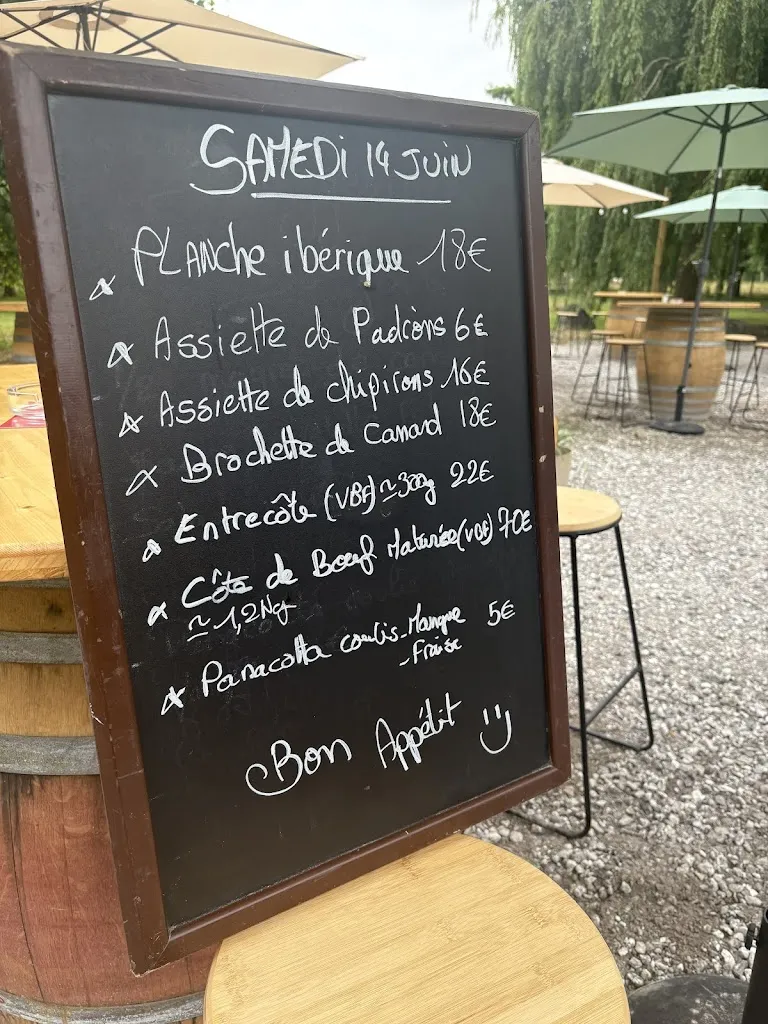 SAMEDI 14 JUIN
PLANChe ibérique 18€
Assiette de Padròns 6€
Assiette de chipirons 16€
Brochette de Canard 18€
Entrecôte (VBF) ≃ 300g 22€
Côte de Boeuf Maturée (VBF) 70€
≃ 1,2Kg
Panacotta coulis - Mangue 5€
- Fraise
Bon Appétit